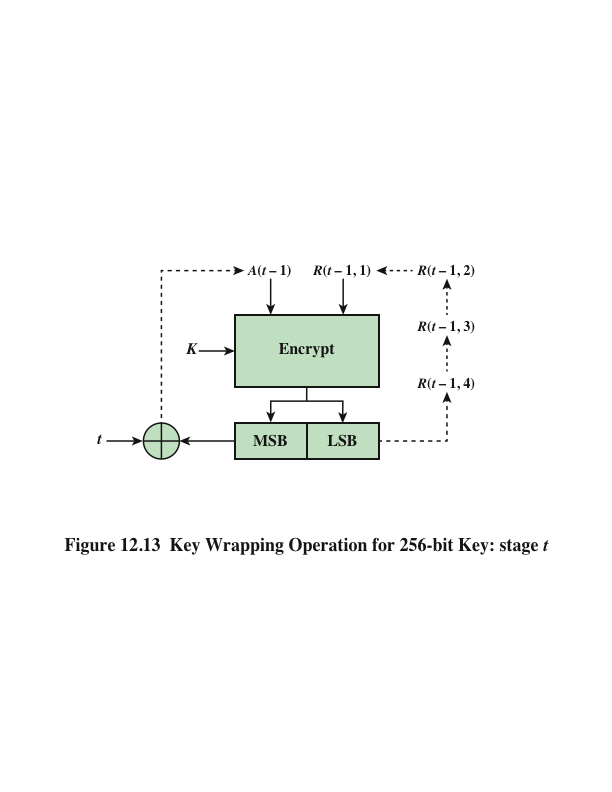 A(t – 1) R(t – 1, 1) R(t – 1, 2)
R(t – 1, 3)
K Encrypt
R(t – 1, 4)
t MSB LSB
Figure 12.13 Key Wrapping Operation for 256-bit Key: stage t